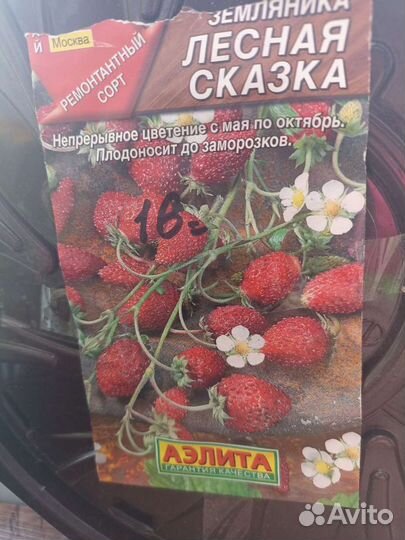 й Москва
ЗЕМЛЯНИКА
ЛЕСНАЯ
СКАЗКА
РЕМОНТАНТНЫЙ
СОРТ
Непрерывное цветение с мая по октябрь.
Плодоносит до заморозков.
АЭЛИТА
ГАРАНТИЯ КАЧЕСТВА
Avito